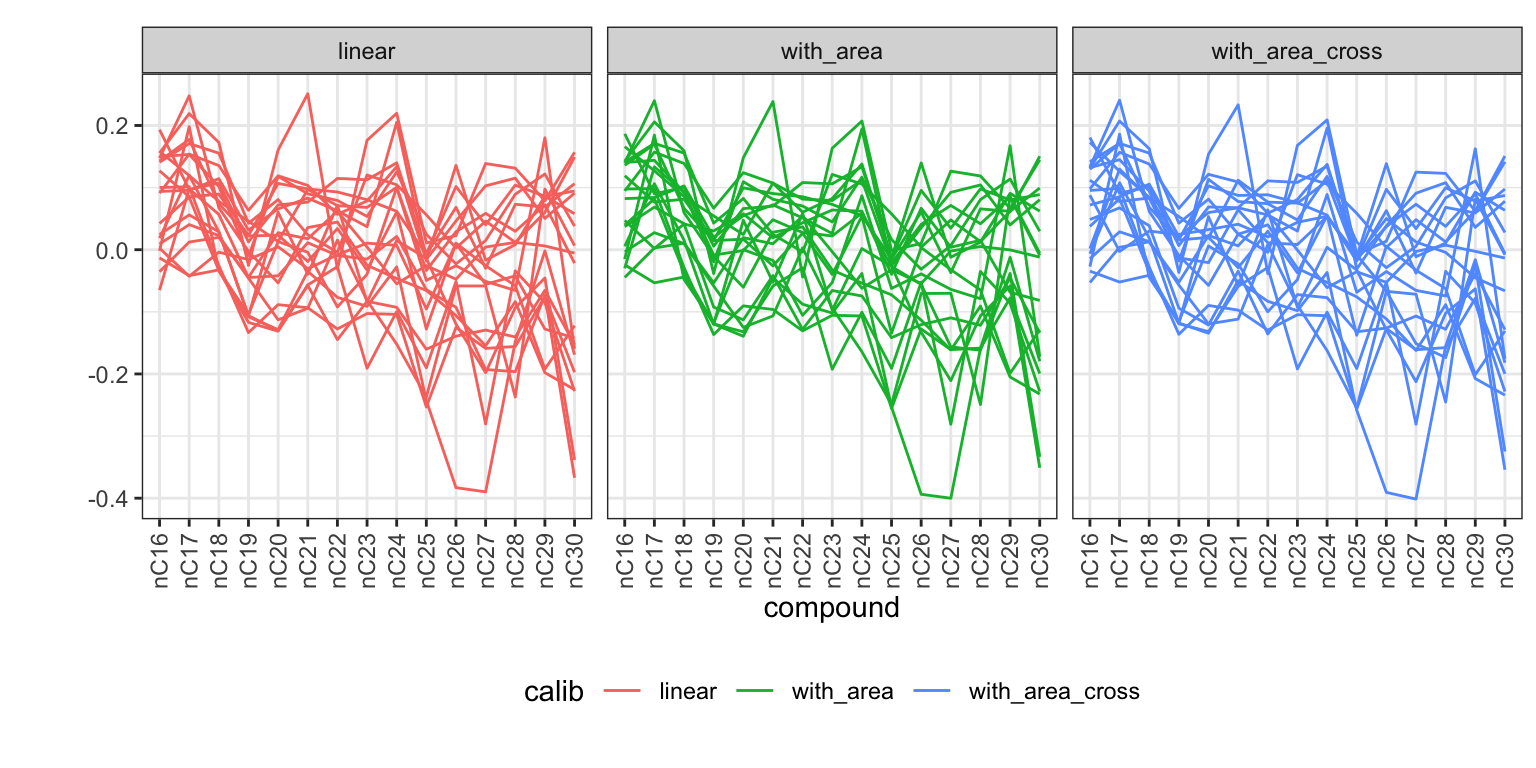 linear with_area with_area_cross
0.2
0.0
-0.2
-0.4
nC16 nC17 nC18 nC19 nC20 nC21 nC22 nC23 nC24 nC25 nC26 nC27 nC28 nC29 nC30 nC16 nC17 nC18 nC19 nC20 nC21 nC22 nC23 nC24 nC25 nC26 nC27 nC28 nC29 nC30 nC16 nC17 nC18 nC19 nC20 nC21 nC22 nC23 nC24 nC25 nC26 nC27 nC28 nC29 nC30
compound
calib linear with_area with_area_cross